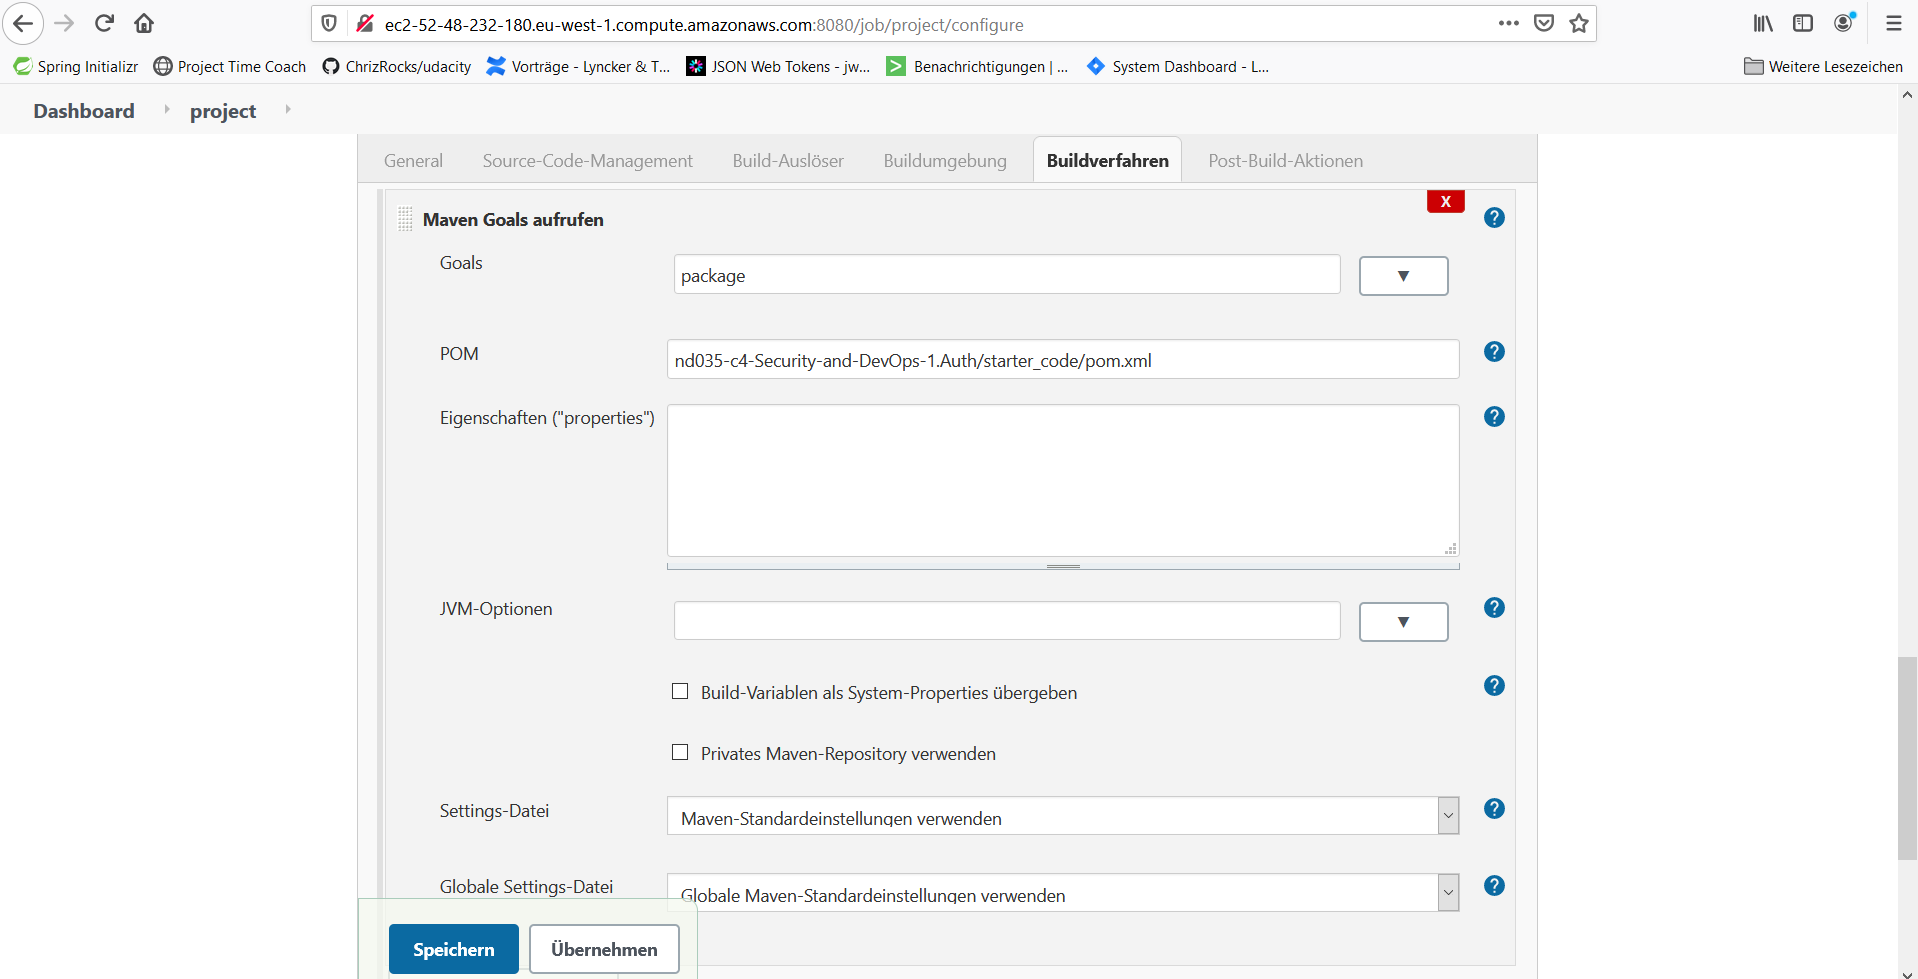 ec2-52-48-232-180.eu-west-1.compute.amazonaws.com:8080/job/project/configure
Spring Initializr Project Time Coach ChrizRocks/udacity Vorträge - Lyncker & T... JSON Web Tokens - jw... Benachrichtigungen | ... System Dashboard - L... Weitere Lesezeichen
Dashboard project
General Source-Code-Management Build-Auslöser Buildumgebung Buildverfahren Post-Build-Aktionen
X
Maven Goals aufrufen ?
Goals package ▼
POM nd035-c4-Security-and-DevOps-1.Auth/starter_code/pom.xml ?
Eigenschaften ("properties") ?
JVM-Optionen ▼ ?
Build-Variablen als System-Properties übergeben ?
Privates Maven-Repository verwenden
Settings-Datei Maven-Standardeinstellungen verwenden ?
Globale Settings-Datei Globale Maven-Standardeinstellungen verwenden ?
Speichern Übernehmen